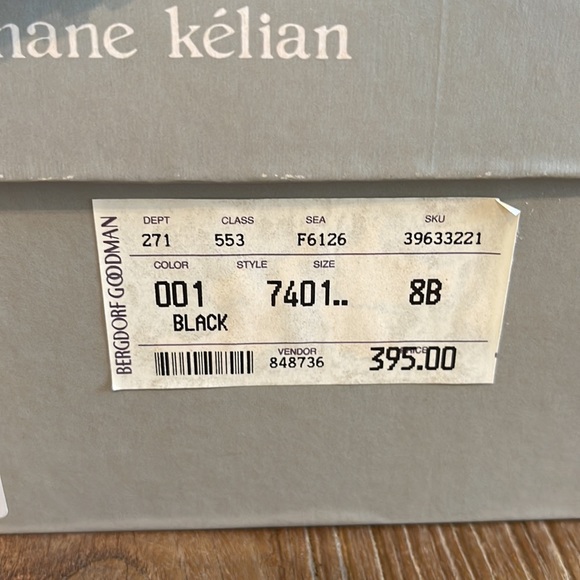 kélian
BERGDORF GOODMAN
DEPT CLASS SEA SKU
271 553 F6126 39633221
COLOR STYLE SIZE
001 7401.. 8B
BLACK
VENDOR
848736 395.00